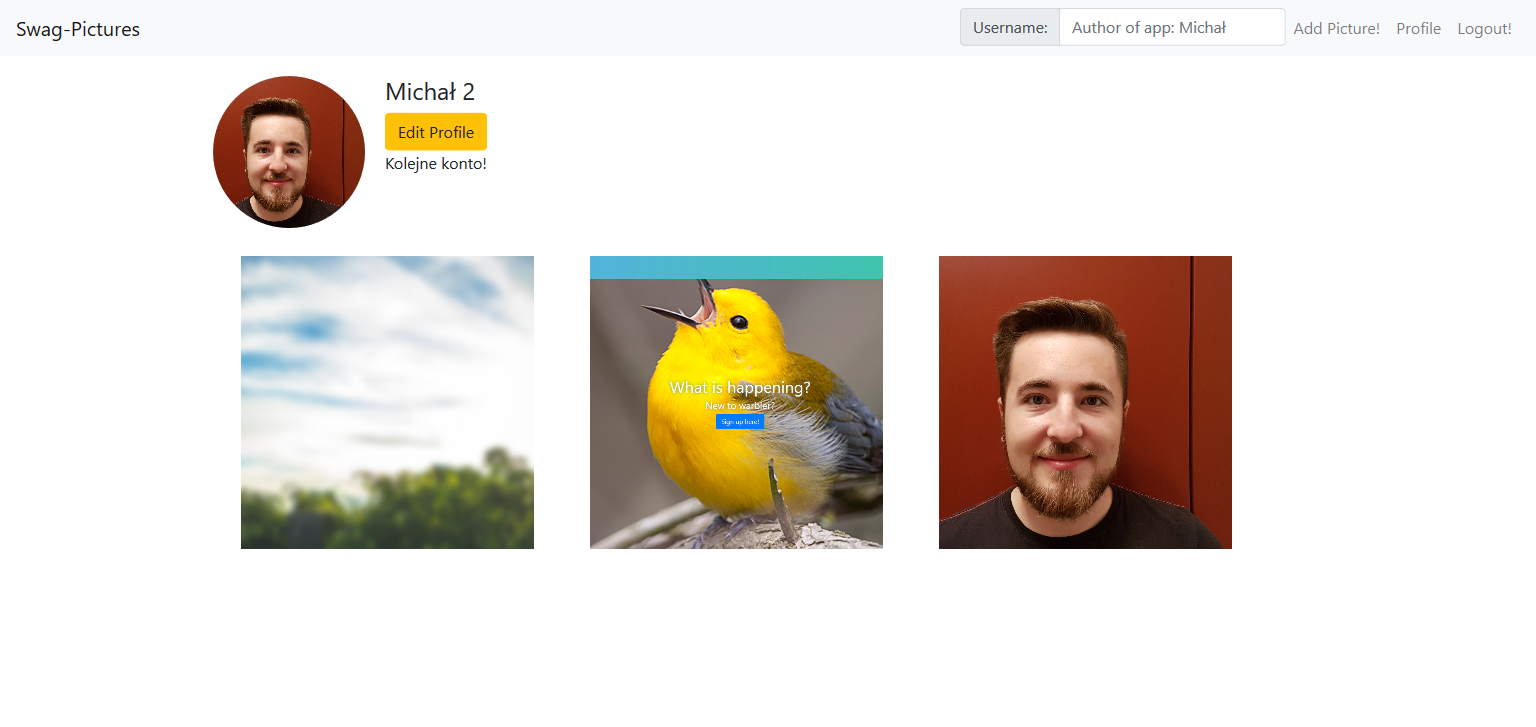 Swag-Pictures
Username: Author of app: Michał Add Picture! Profile Logout!
Michał 2
Edit Profile
Kolejne konto!
What is happening?
New to warbler?
Sign up here!